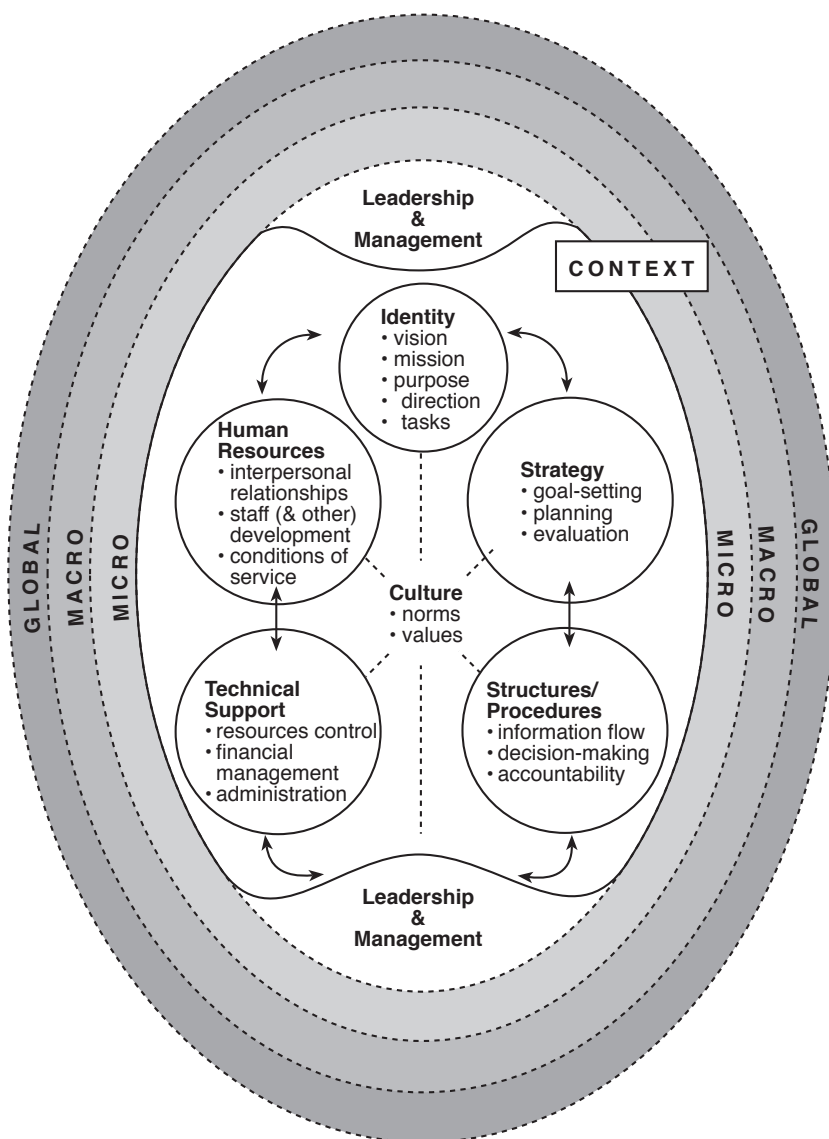 Leadership
&
Management
CONTEXT
Identity
• vision
• mission
• purpose
• direction
• tasks
Human
Resources
• interpersonal
relationships
• staff (& other)
development
• conditions of
service
Strategy
• goal-setting
• planning
• evaluation
GLOBAL
MACRO
MICRO
Culture
• norms
• values
MICRO
MACRO
GLOBAL
Technical
Support
• resources control
• financial
management
• administration
Structures/
Procedures
• information flow
• decision-making
• accountability
Leadership
&
Management